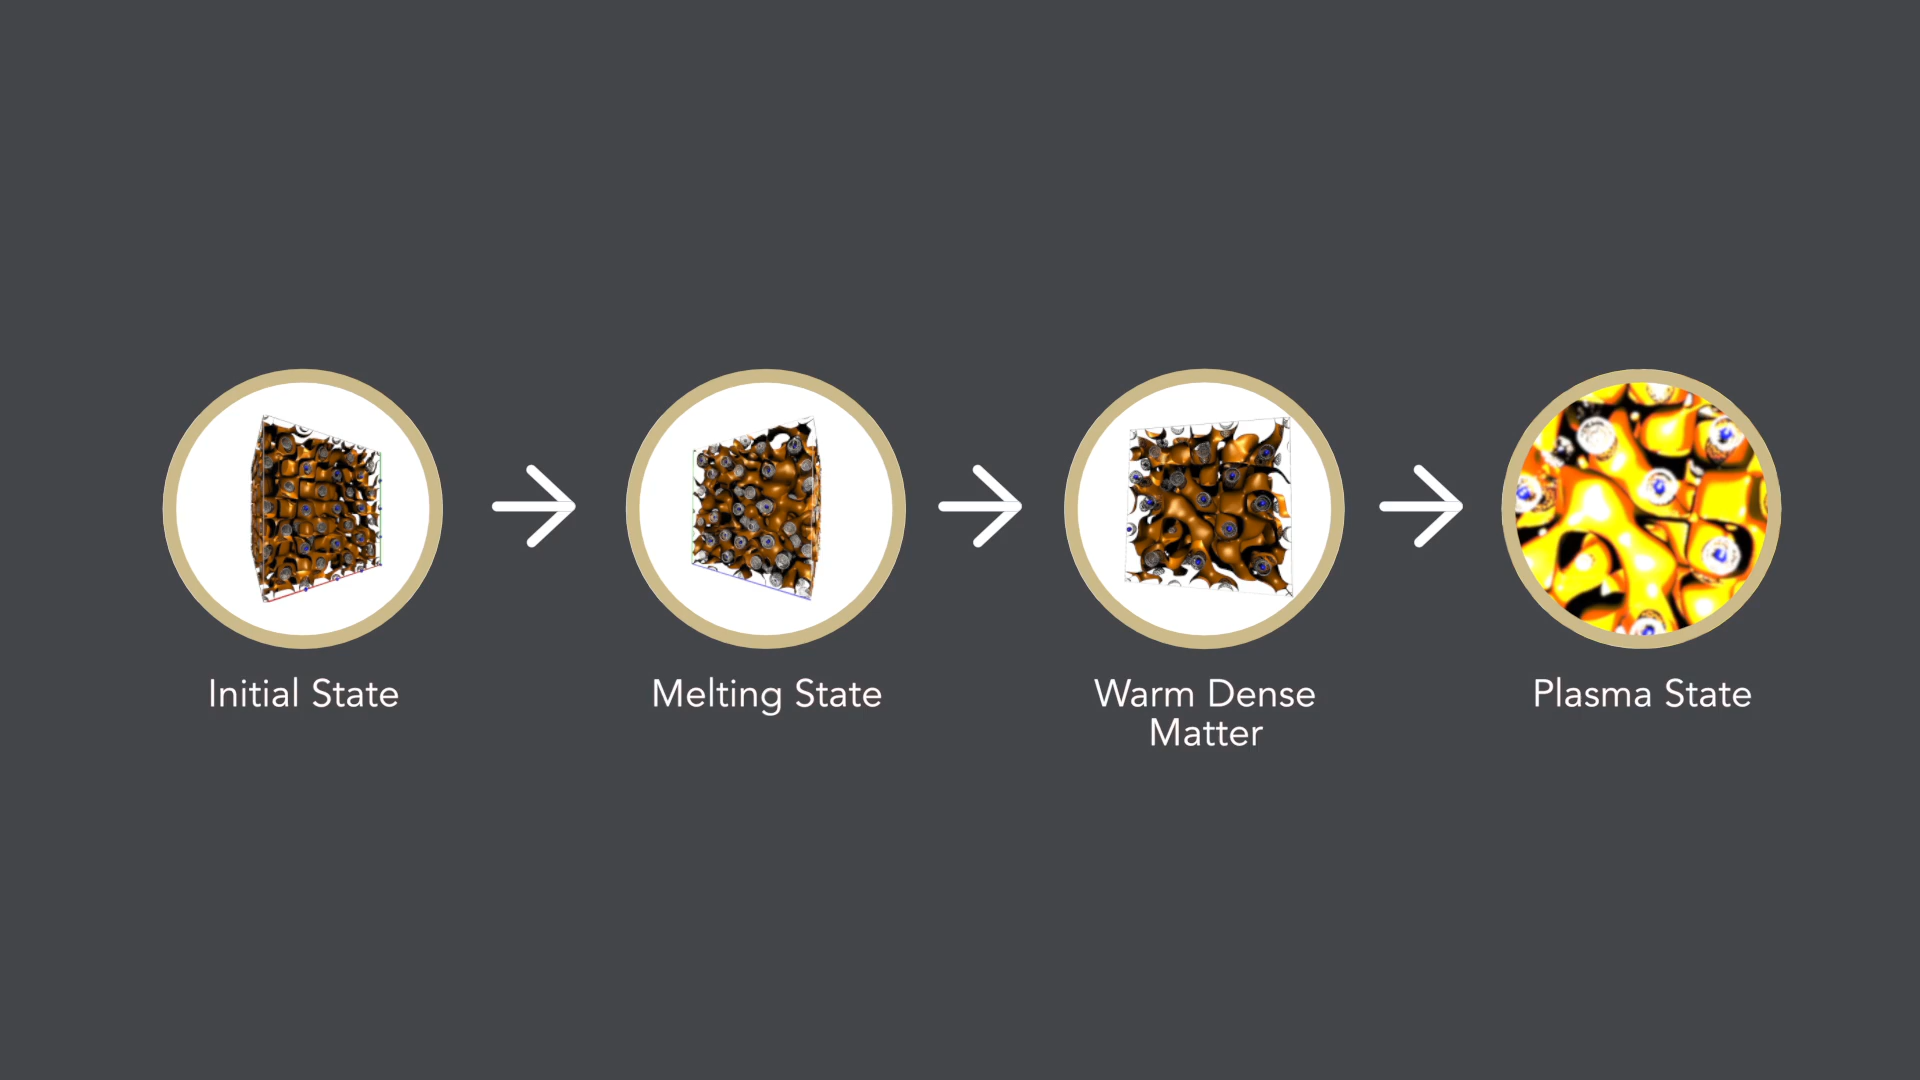 Initial State
Melting State
Warm Dense
Matter
Plasma State